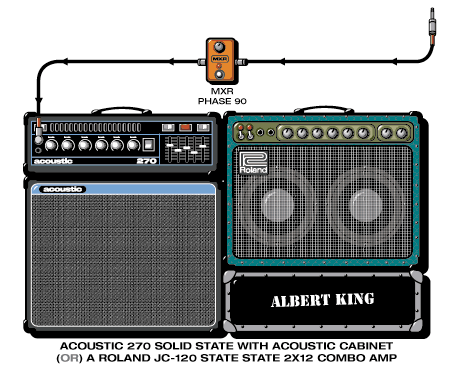 MXR
MXR
PHASE 90
acoustic
270
acoustic
Roland
ALBERT KING
ACOUSTIC 270 SOLID STATE WITH ACOUSTIC CABINET
(OR) A ROLAND JC-120 STATE STATE 2X12 COMBO AMP